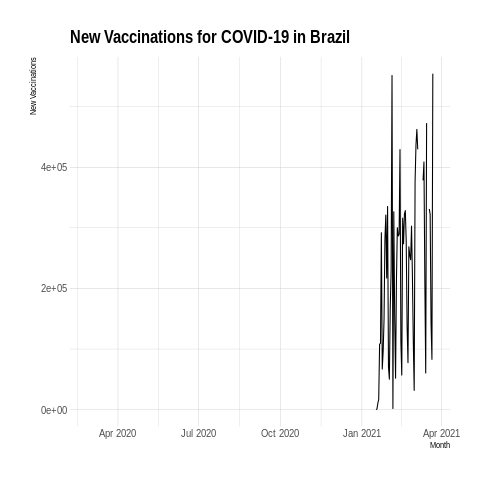 New Vaccinations for COVID-19 in Brazil
New Vaccinations
4e+05
2e+05
0e+00
Apr 2020 Jul 2020 Oct 2020 Jan 2021 Apr 2021
Month